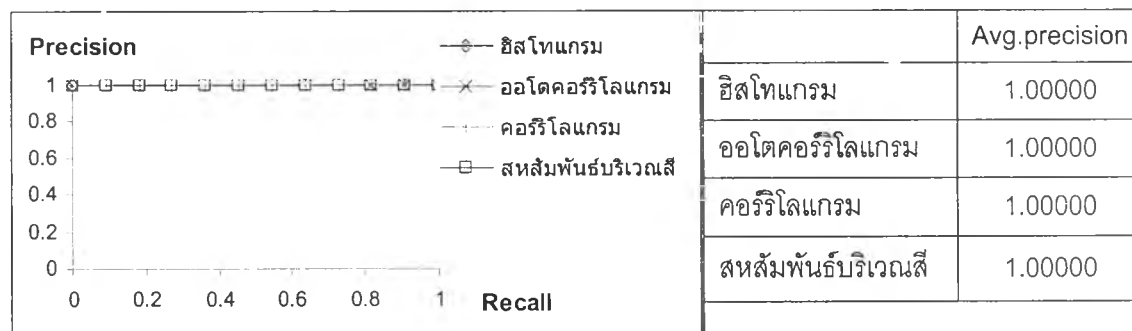 Precision
ฮิสโทแกรม
ออโตคอร์ริโลแกรม
คอร์ริโลแกรม
สหสัมพันธ์บริเวณสี
1
0.8
0.6
0.4
0.2
0
0 0.2 0.4 0.6 0.8 1
Recall
Avg.precision
ฮิสโทแกรม 1.00000
ออโตคอร์ริโลแกรม 1.00000
คอร์ริโลแกรม 1.00000
สหสัมพันธ์บริเวณสี 1.00000